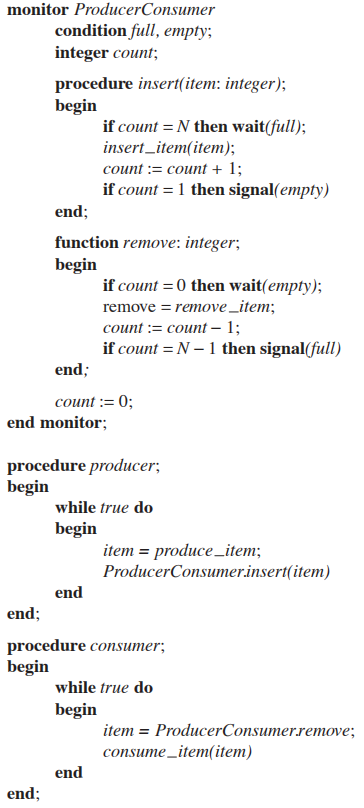 monitor ProducerConsumer
condition full, empty;
integer count;
procedure insert(item: integer);
begin
if count = N then wait(full);
insert_item(item);
count := count + 1;
if count = 1 then signal(empty)
end;
function remove: integer;
begin
if count = 0 then wait(empty);
remove = remove_item;
count := count − 1;
if count = N − 1 then signal(full)
end;
count := 0;
end monitor;
procedure producer;
begin
while true do
begin
item = produce_item;
ProducerConsumer.insert(item)
end
end;
procedure consumer;
begin
while true do
begin
item = ProducerConsumer.remove;
consume_item(item)
end
end;